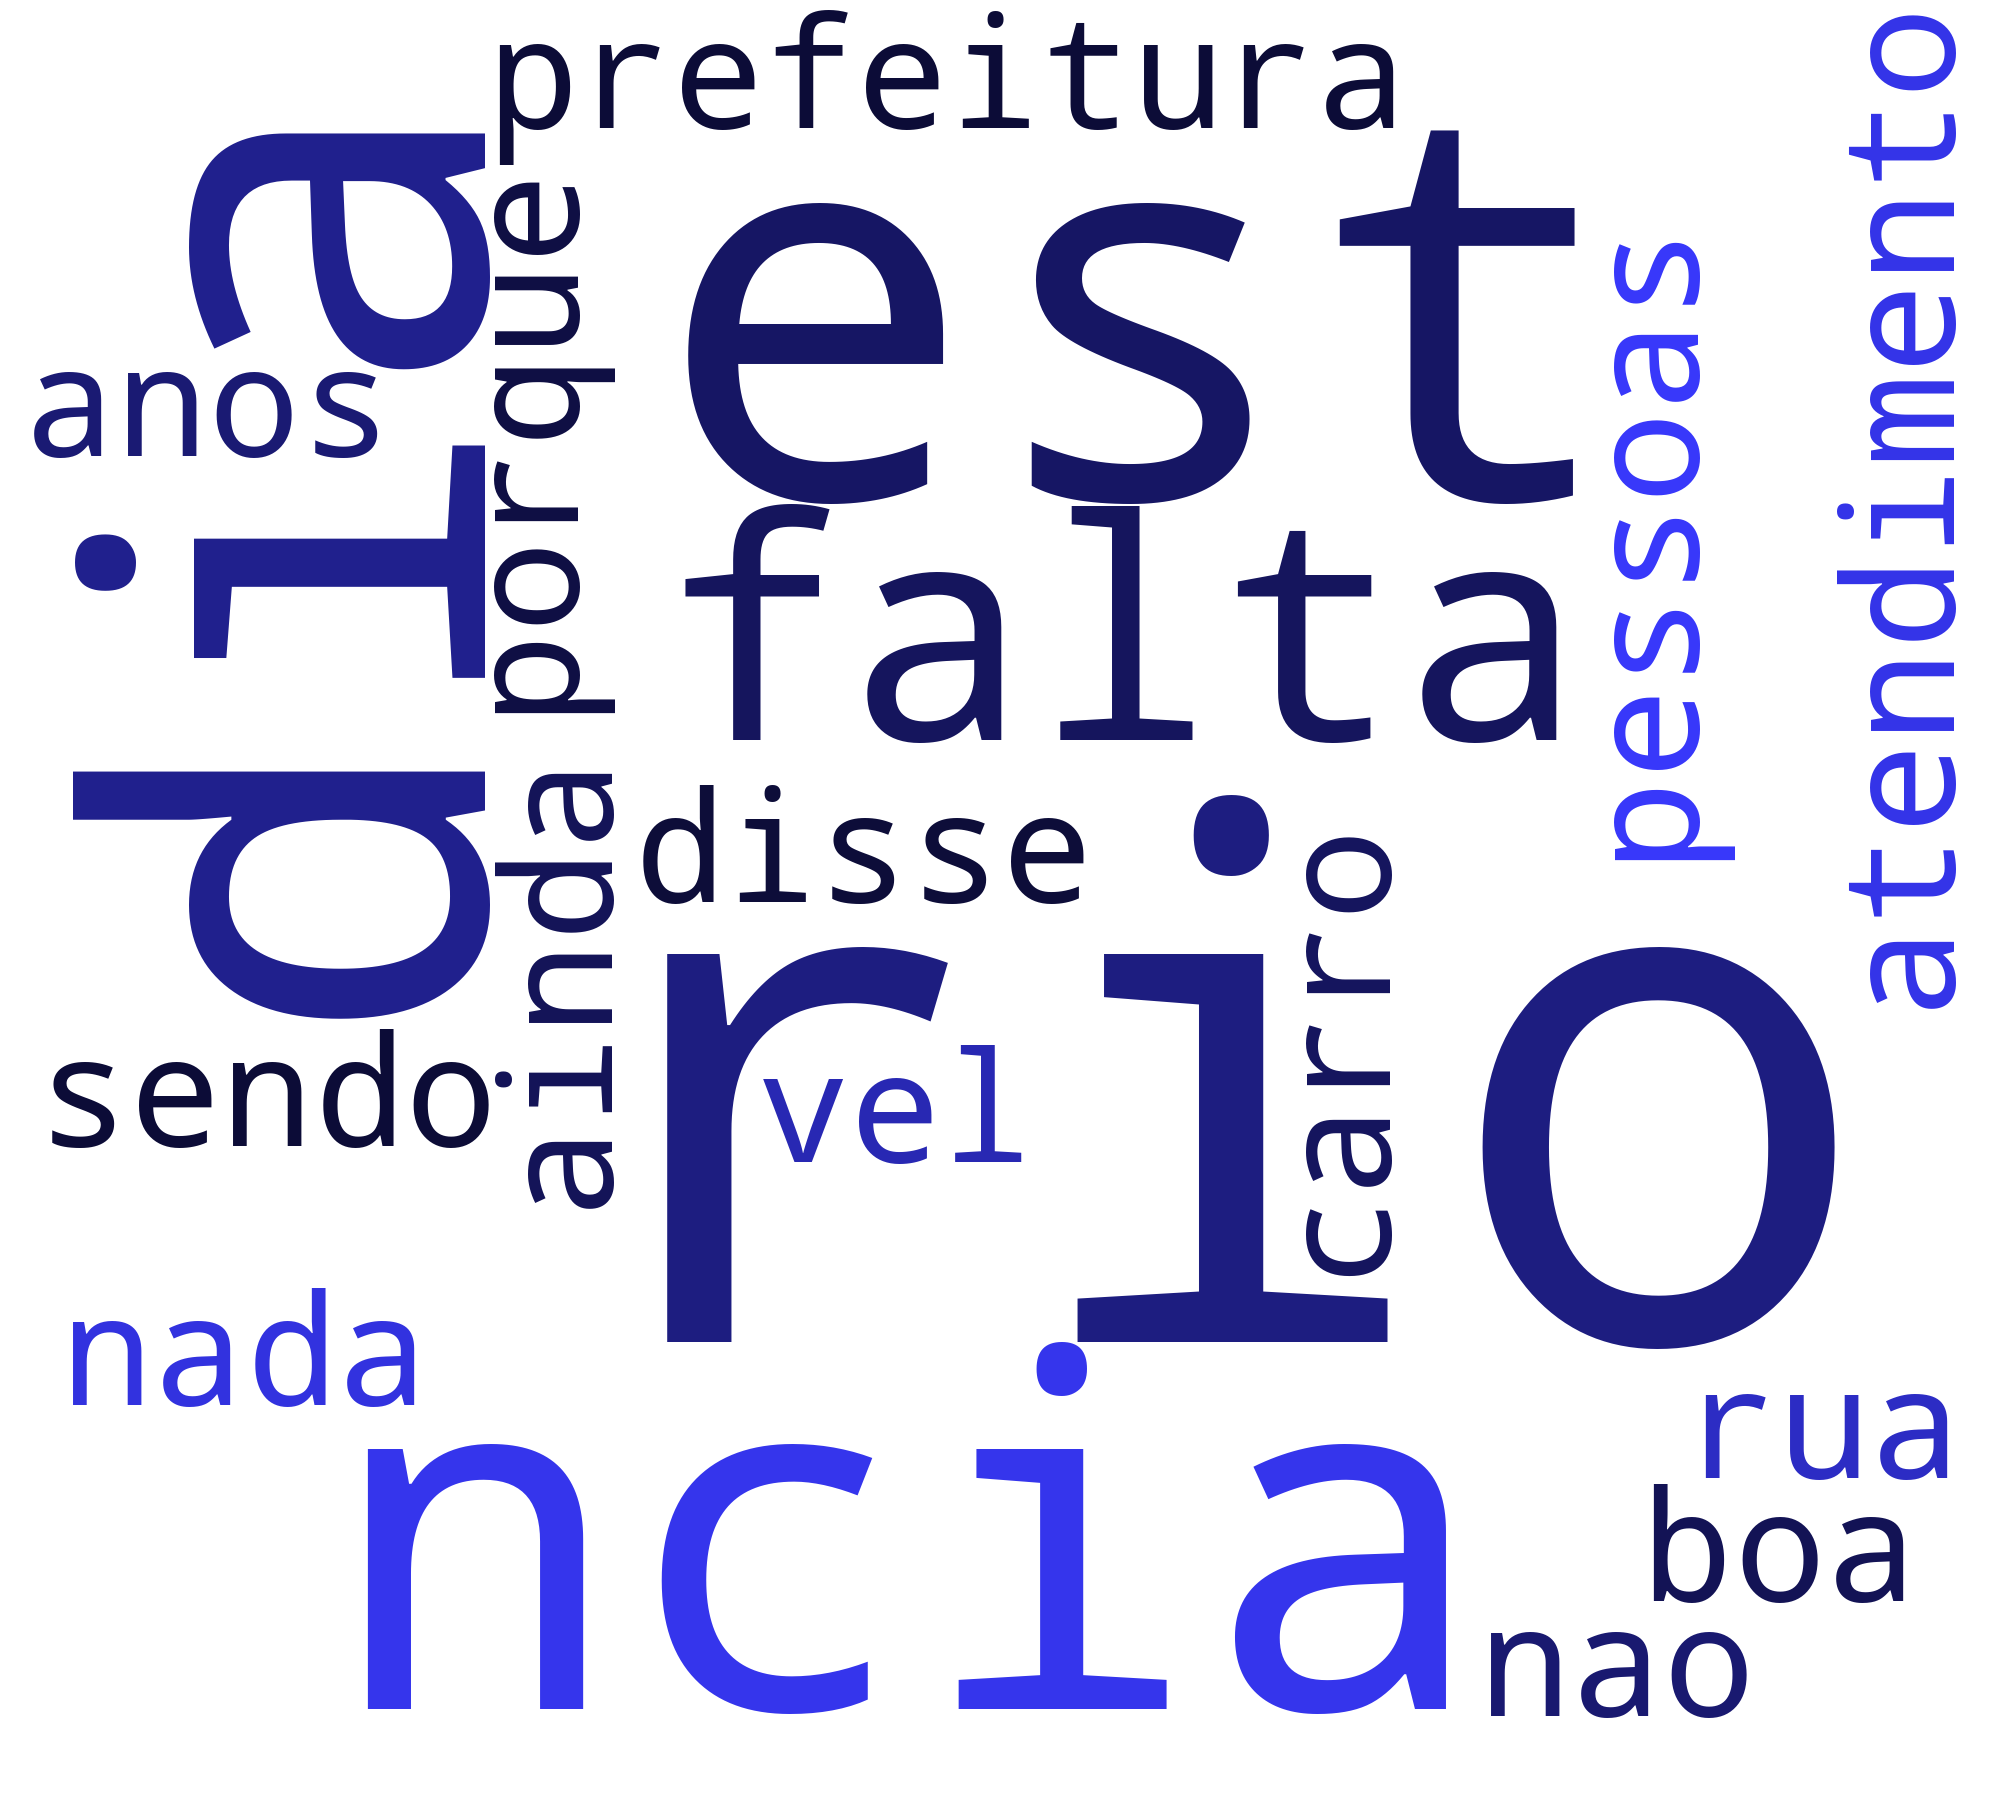 prefeitura
atendimento
dia
porque
est
pessoas
anos
falta
ainda
disse
carro
rio
sendo
vel
nada
ncia
rua
boa
nao